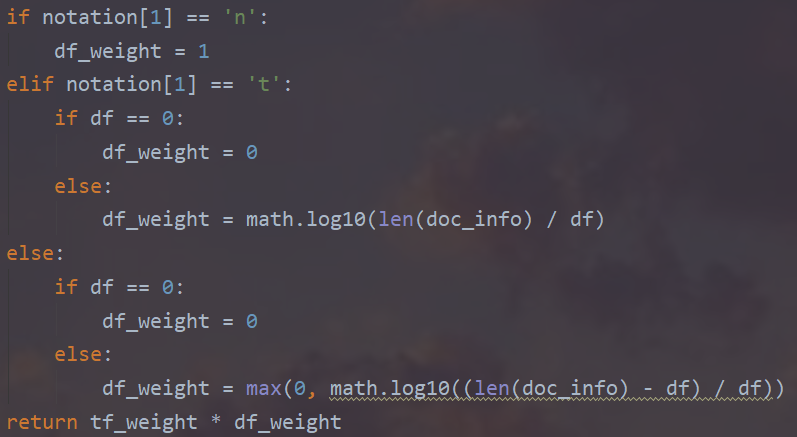 if notation[1] == 'n':
    df_weight = 1
elif notation[1] == 't':
    if df == 0:
        df_weight = 0
    else:
        df_weight = math.log10(len(doc_info) / df)
else:
    if df == 0:
        df_weight = 0
    else:
        df_weight = max(0, math.log10((len(doc_info) - df) / df))
return tf_weight * df_weight